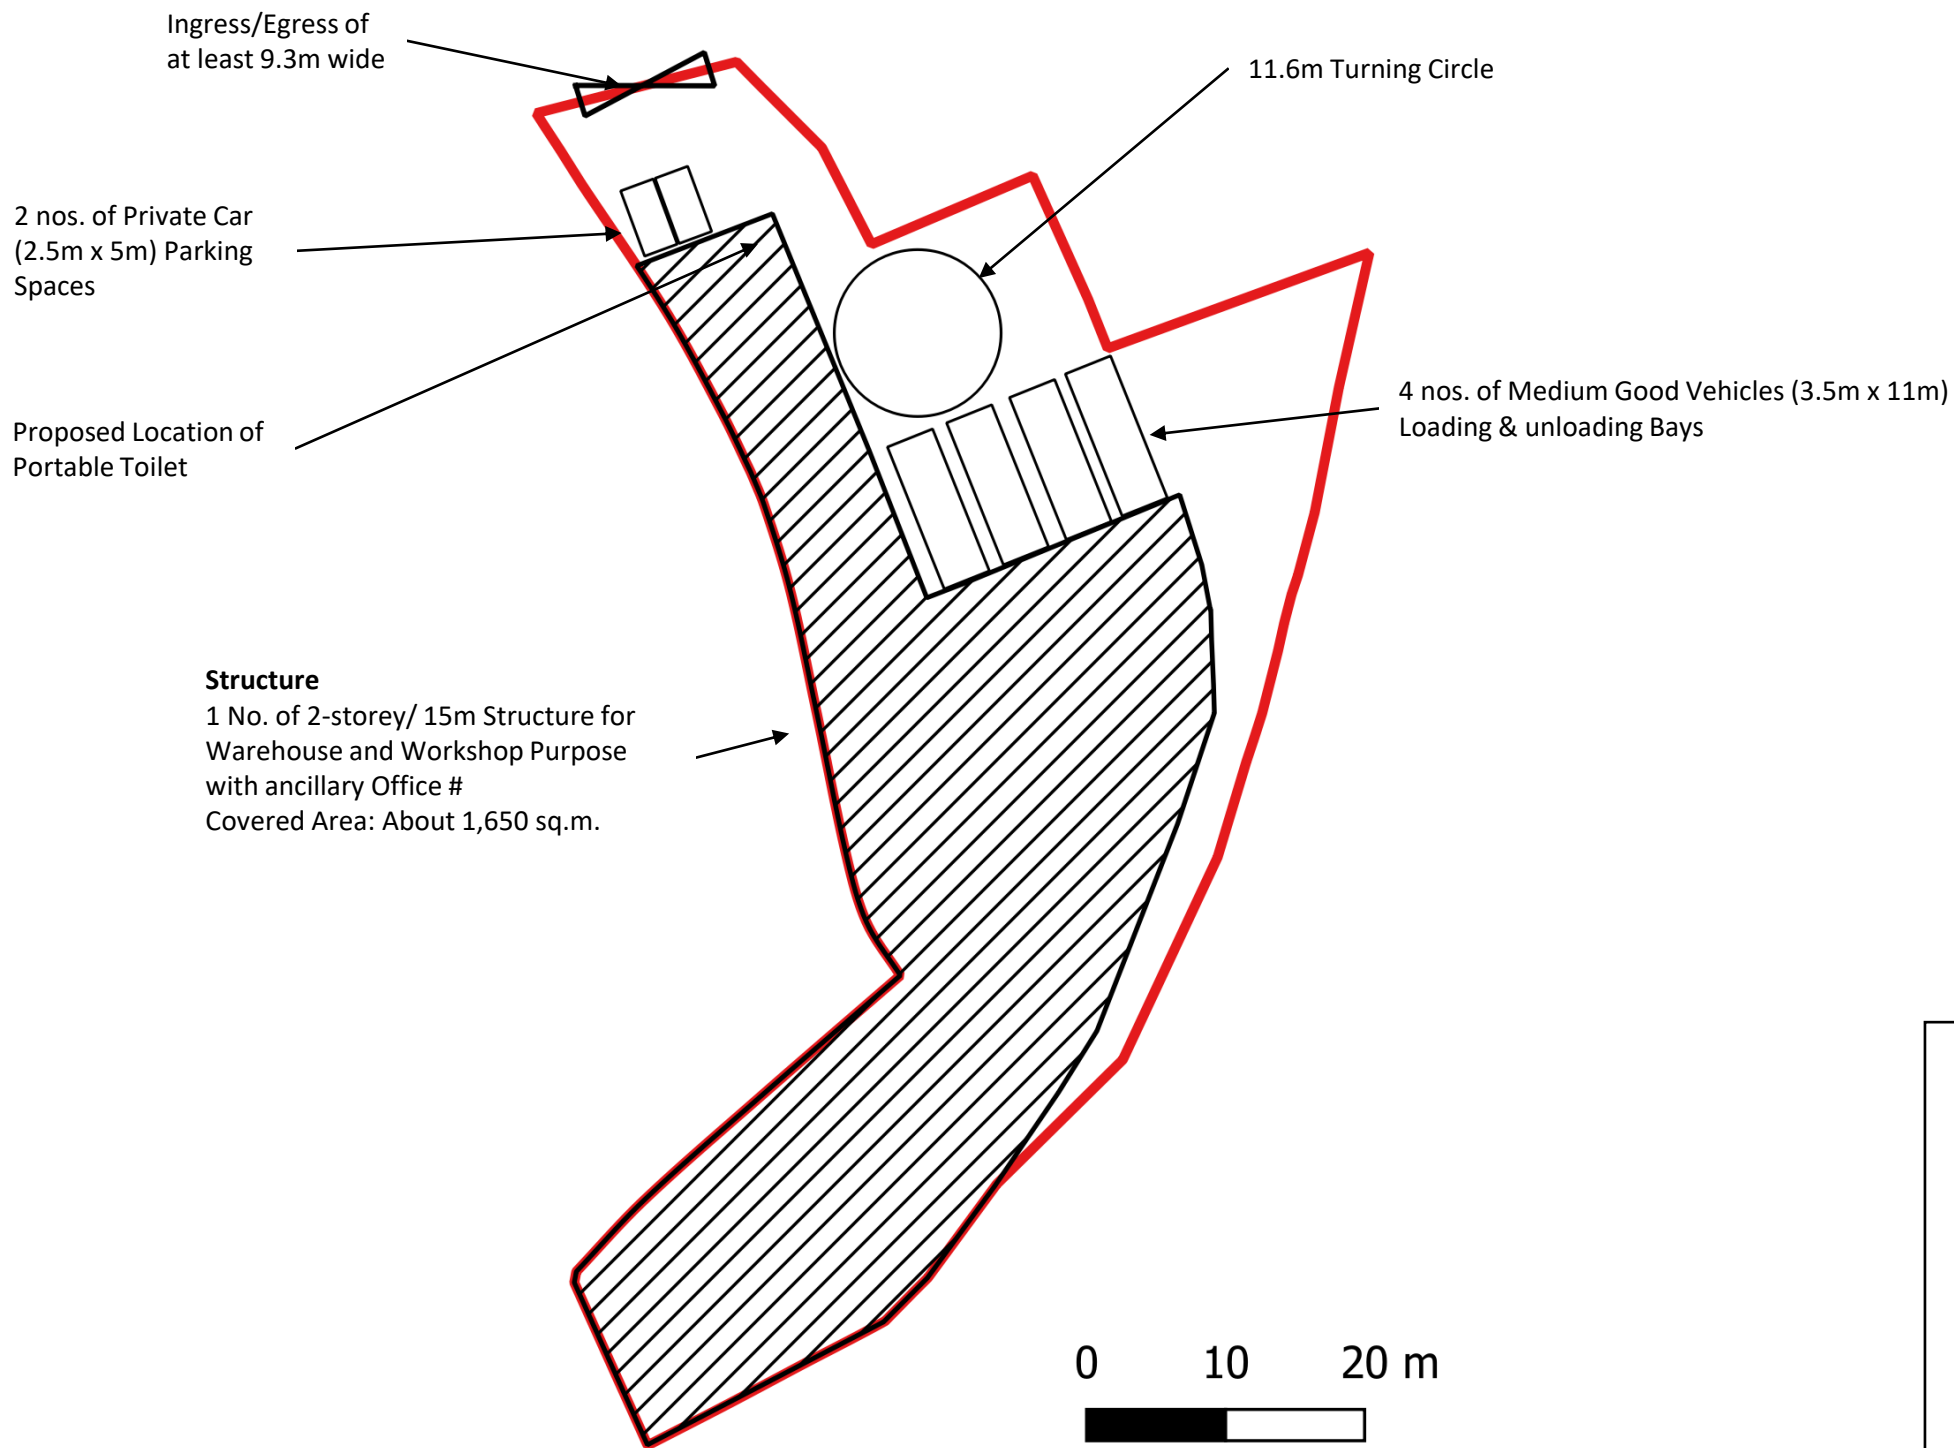 Ingress/Egress of
at least 9.3m wide
11.6m Turning Circle
2 nos. of Private Car
(2.5m x 5m) Parking
Spaces
4 nos. of Medium Good Vehicles (3.5m x 11m)
Loading & unloading Bays
Proposed Location of
Portable Toilet
Structure
1 No. of 2-storey/ 15m Structure for
Warehouse and Workshop Purpose
with ancillary Office #
Covered Area: About 1,650 sq.m.
0 10 20 m